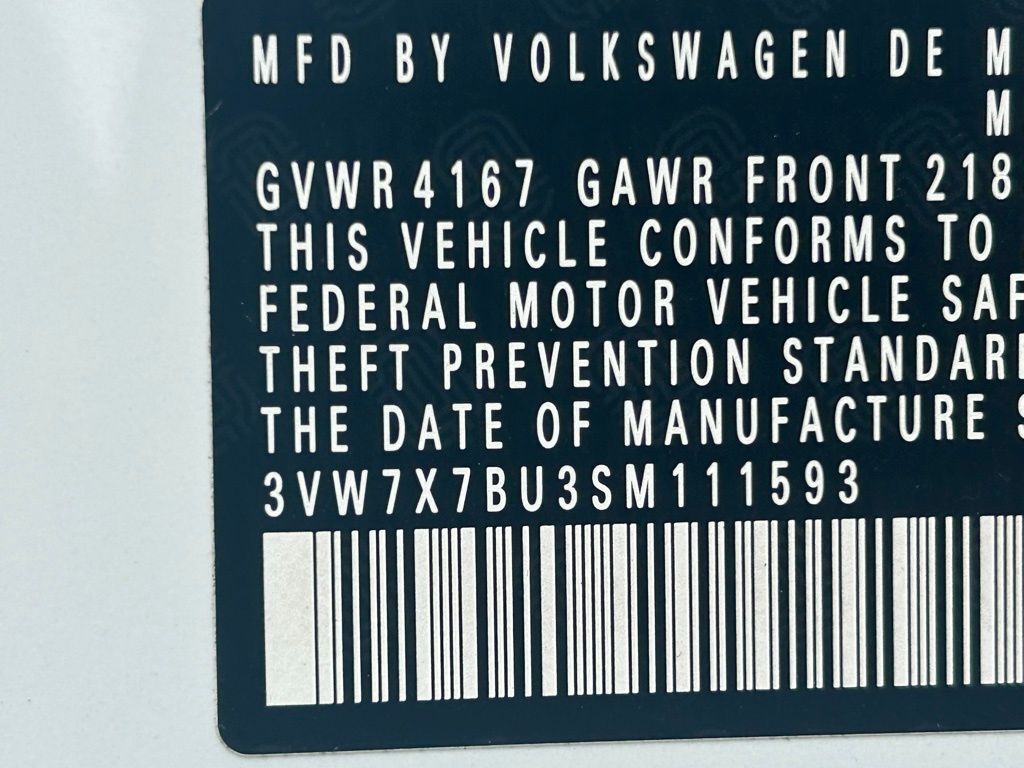 MFD BY VOLKSWAGEN DE M
M
GVWR 4167 GAWR FRONT 218
THIS VEHICLE CONFORMS TO
FEDERAL MOTOR VEHICLE SAF
THEFT PREVENTION STANDAR
THE DATE OF MANUFACTURE S
3VW7X7BU3SM111593